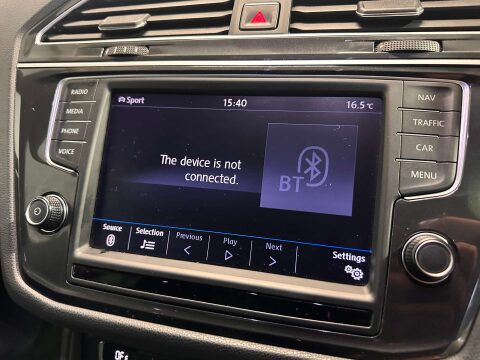 RADIO
MEDIA
PHONE
VOICE
Sport
15:40
16.5 °C
The device is not
connected.
BT
Source
Selection
Previous
Play
Next
Settings
NAV
TRAFFIC
CAR
MENU